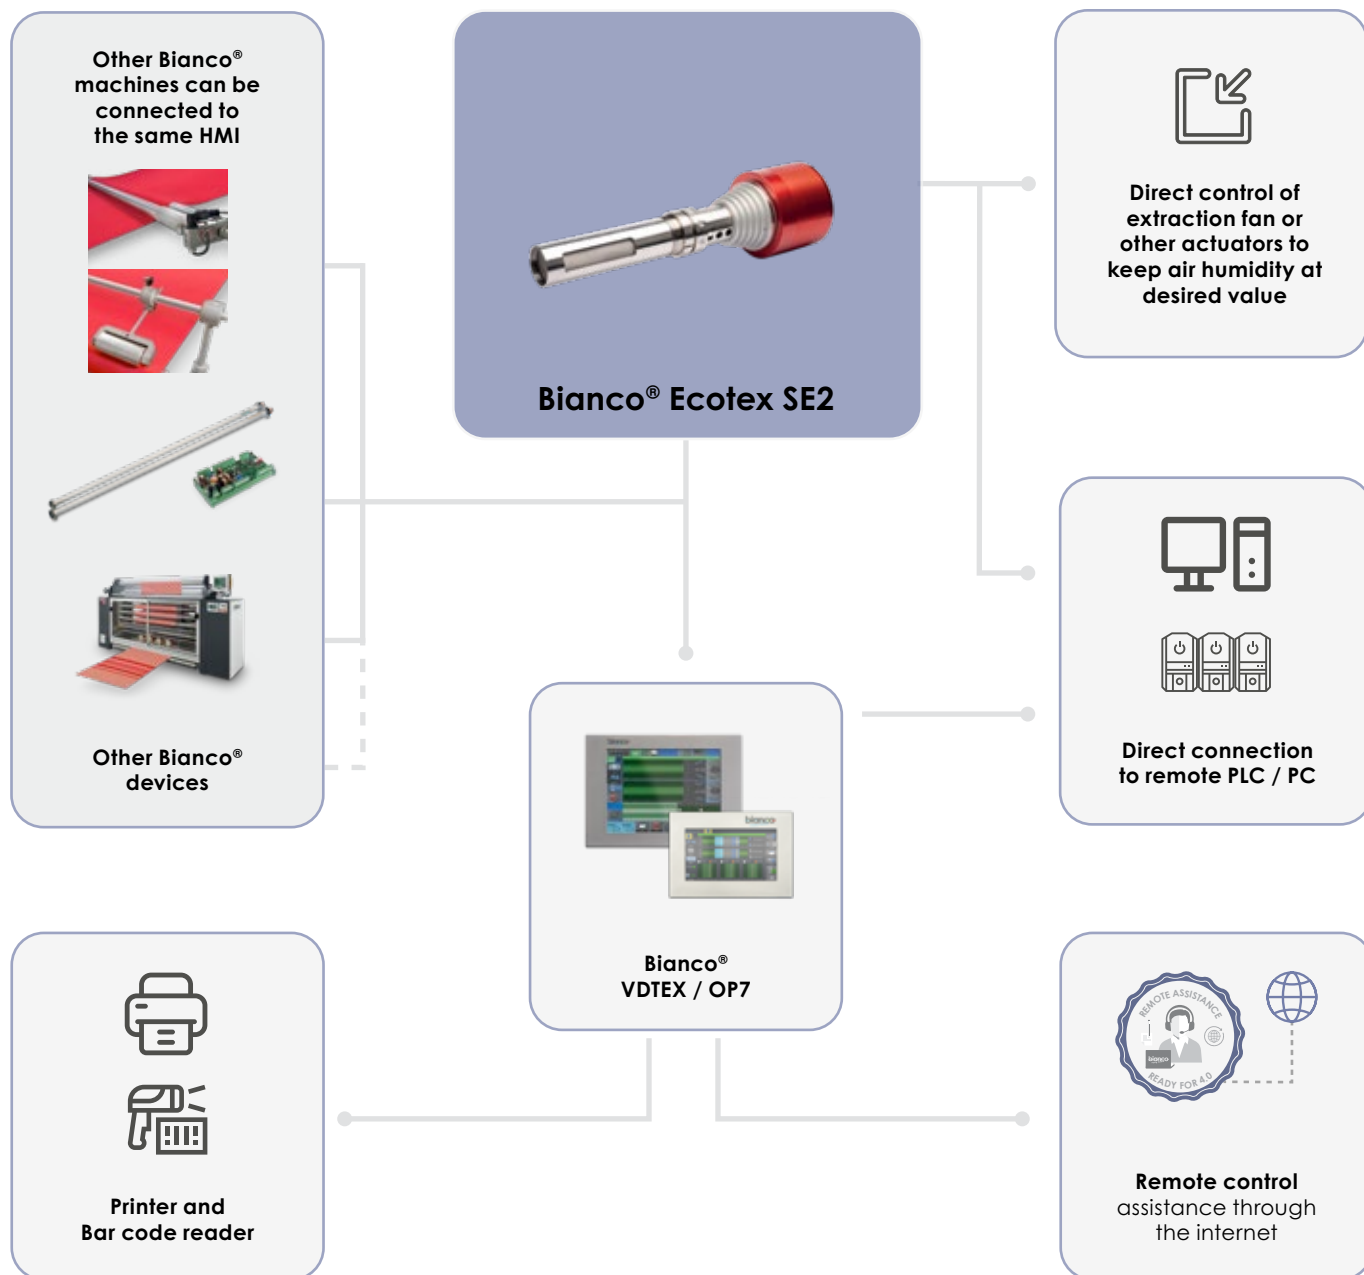 Other Bianco®
machines can be
connected to
the same HMI
Other Bianco®
devices
Bianco® Ecotex SE2
Direct control of
extraction fan or
other actuators to
keep air humidity at
desired value
Direct connection
to remote PLC / PC
bianco
bianco
Bianco®
VDTEX / OP7
Printer and
Bar code reader
REMOTE ASSISTANCE
bianco
READY FOR 4.0
Remote control
assistance through
the internet